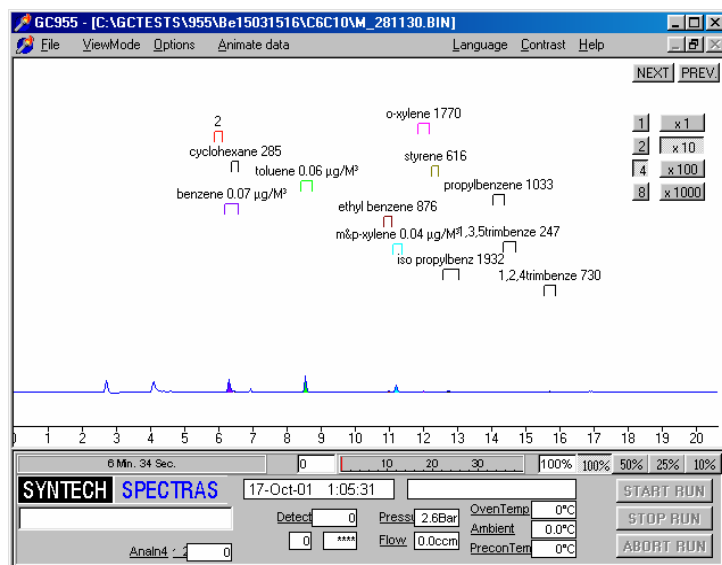 GC955 - [C:\GCTESTS\955\Be15031516\C6C10\M_281130.BIN]
File ViewMode Options Animate data Language Contrast Help
NEXT PREV.
o-xylene 1770
2
1 x 1
cyclohexane 285
styrene 616
2 x 10
toluene 0.06 µg/M³
4 x 100
benzene 0.07 µg/M³
propylbenzene 1033
8 x 1000
ethyl benzene 876
m&p-xylene 0.04 µg/M³
1,3,5trimbenze 247
iso propylbenz 1932
1,2,4trimbenze 730
0 1 2 3 4 5 6 7 8 9 10 11 12 13 14 15 16 17 18 19 20
6 Min. 34 Sec. 0 10 20 30 100% 100% 50% 25% 10%
SYNTECH SPECTRAS 17-Oct-01 1:05:31 START RUN
Detect 0 Pressu 2.6Bar OvenTemp 0°C STOP RUN
0 **** Flow 0.0ccm Ambient 0.0°C
Analn4 : 2 0 PreconTem 0°C ABORT RUN